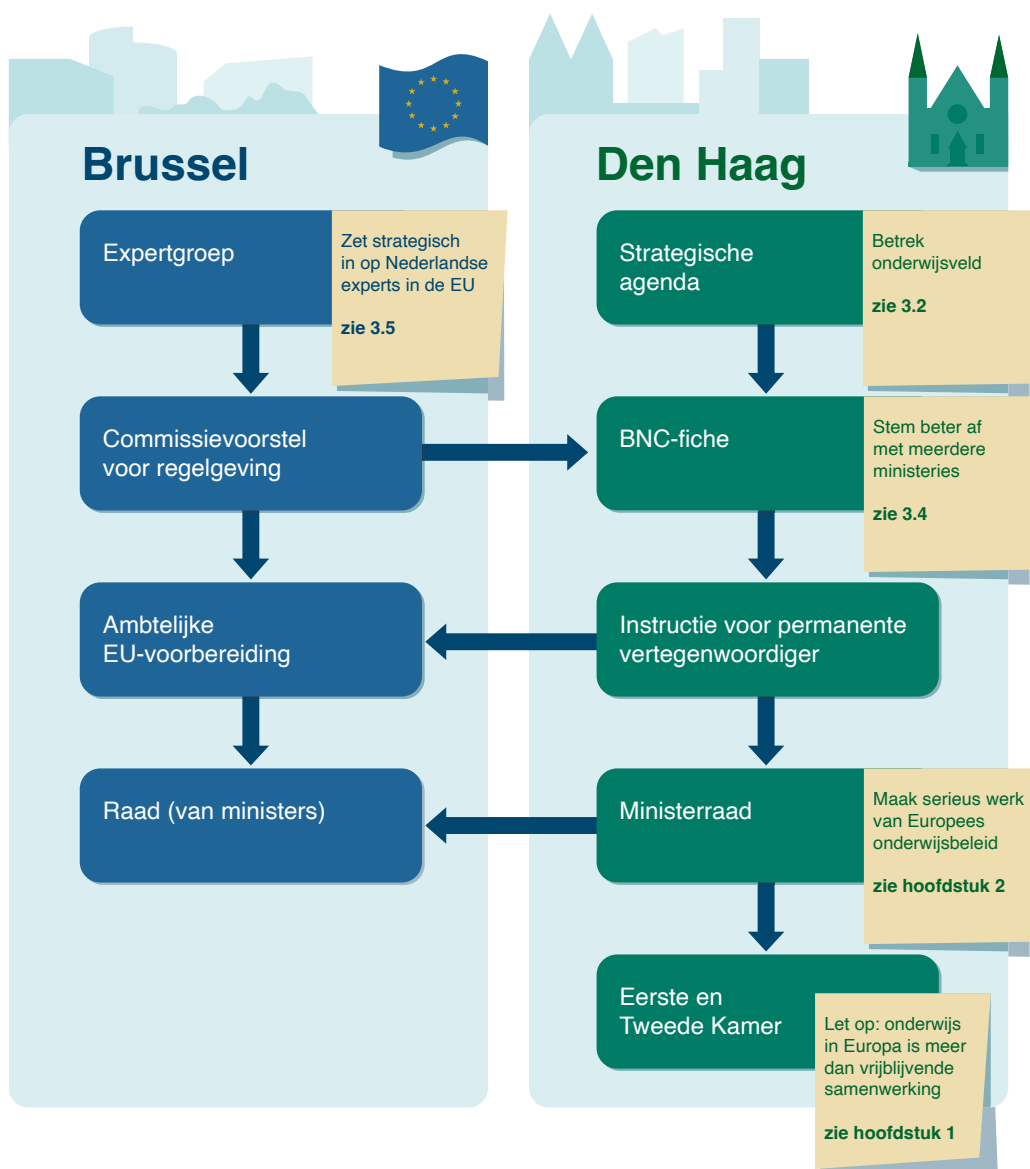 Brussel
Expertgroep
Zet strategisch
in op Nederlandse
experts in de EU
zie 3.5
Commissievoorstel
voor regelgeving
Ambtelijke
EU-voorbereiding
Raad (van ministers)
Den Haag
Strategische
agenda
Betrek
onderwijsveld
zie 3.2
BNC-fiche
Stem beter af
met meerdere
ministeries
zie 3.4
Instructie voor permanente
vertegenwoordiger
Ministerraad
Maak serieus werk
van Europees
onderwijsbeleid
zie hoofdstuk 2
Eerste en
Tweede Kamer
Let op: onderwijs
in Europa is meer
dan vrijblijvende
samenwerking
zie hoofdstuk 1